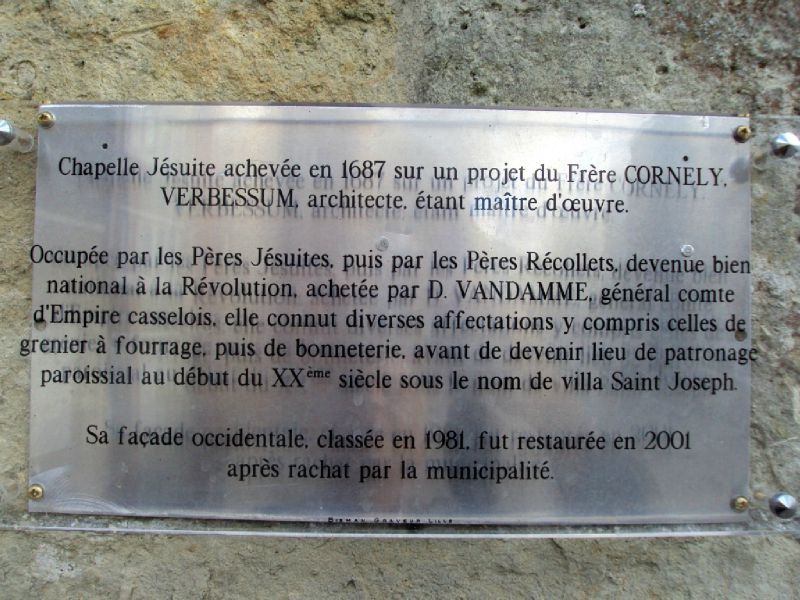 Chapelle Jésuite achevée en 1687 sur un projet du Frère CORNELY,
VERBESSUM, architecte, étant maître d'œuvre.
Occupée par les Pères Jésuites, puis par les Pères Récollets, devenue bien
national à la Révolution, achetée par D. VANDAMME, général comte
d'Empire casselois, elle connut diverses affectations y compris celles de
grenier à fourrage, puis de bonneterie, avant de devenir lieu de patronage
paroissial au début du XXème siècle sous le nom de villa Saint Joseph.
Sa façade occidentale, classée en 1981, fut restaurée en 2001
après rachat par la municipalité.
Graveur Lille